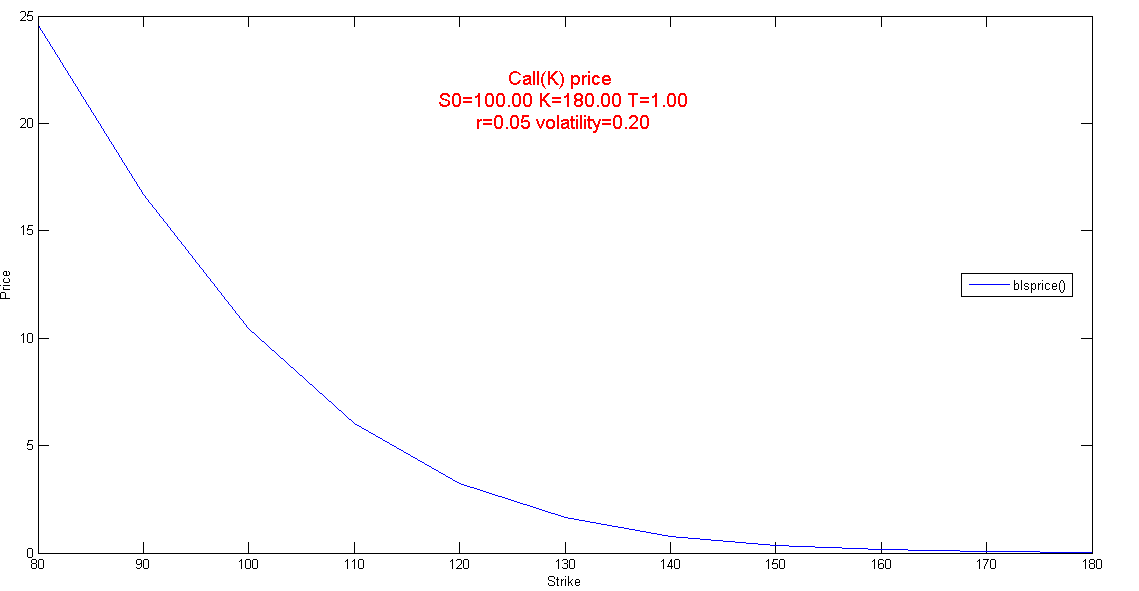 Call(K) price
S0=100.00 K=180.00 T=1.00
r=0.05 volatility=0.20
25
20
15
10
5
0
Price
blsprice()
80 90 100 110 120 130 140 150 160 170 180
Strike